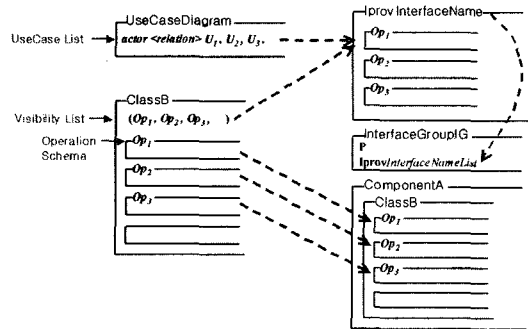 UseCaseDiagram
UseCase List
actor <relation> U1, U2, U3,
ClassB
Visibility List
(Op1, Op2, Op3, )
Operation
Schema
Op1
Op2
Op3
IprovInterfaceName
Op1
Op2
Op3
InterfaceGroupIG
P
IprovInterfaceNameList
ComponentA
ClassB
Op1
Op2
Op3